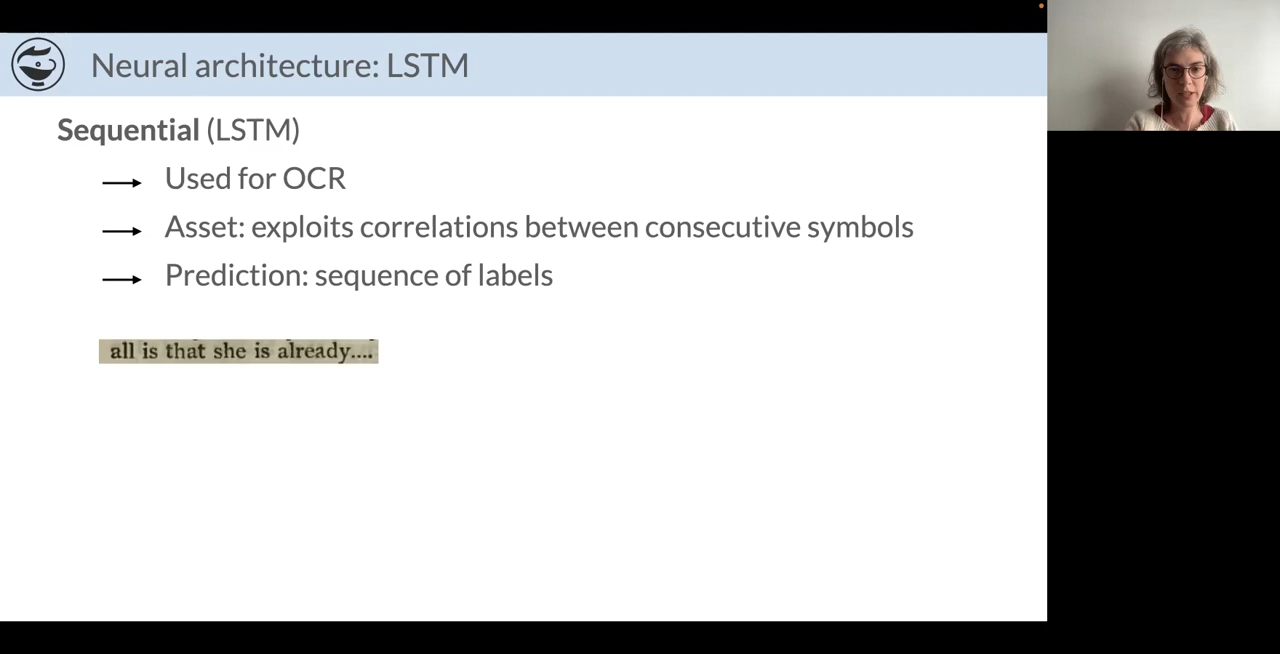 Neural architecture: LSTM
Sequential (LSTM)
Used for OCR
Asset: exploits correlations between consecutive symbols
Prediction: sequence of labels
all is that she is already....